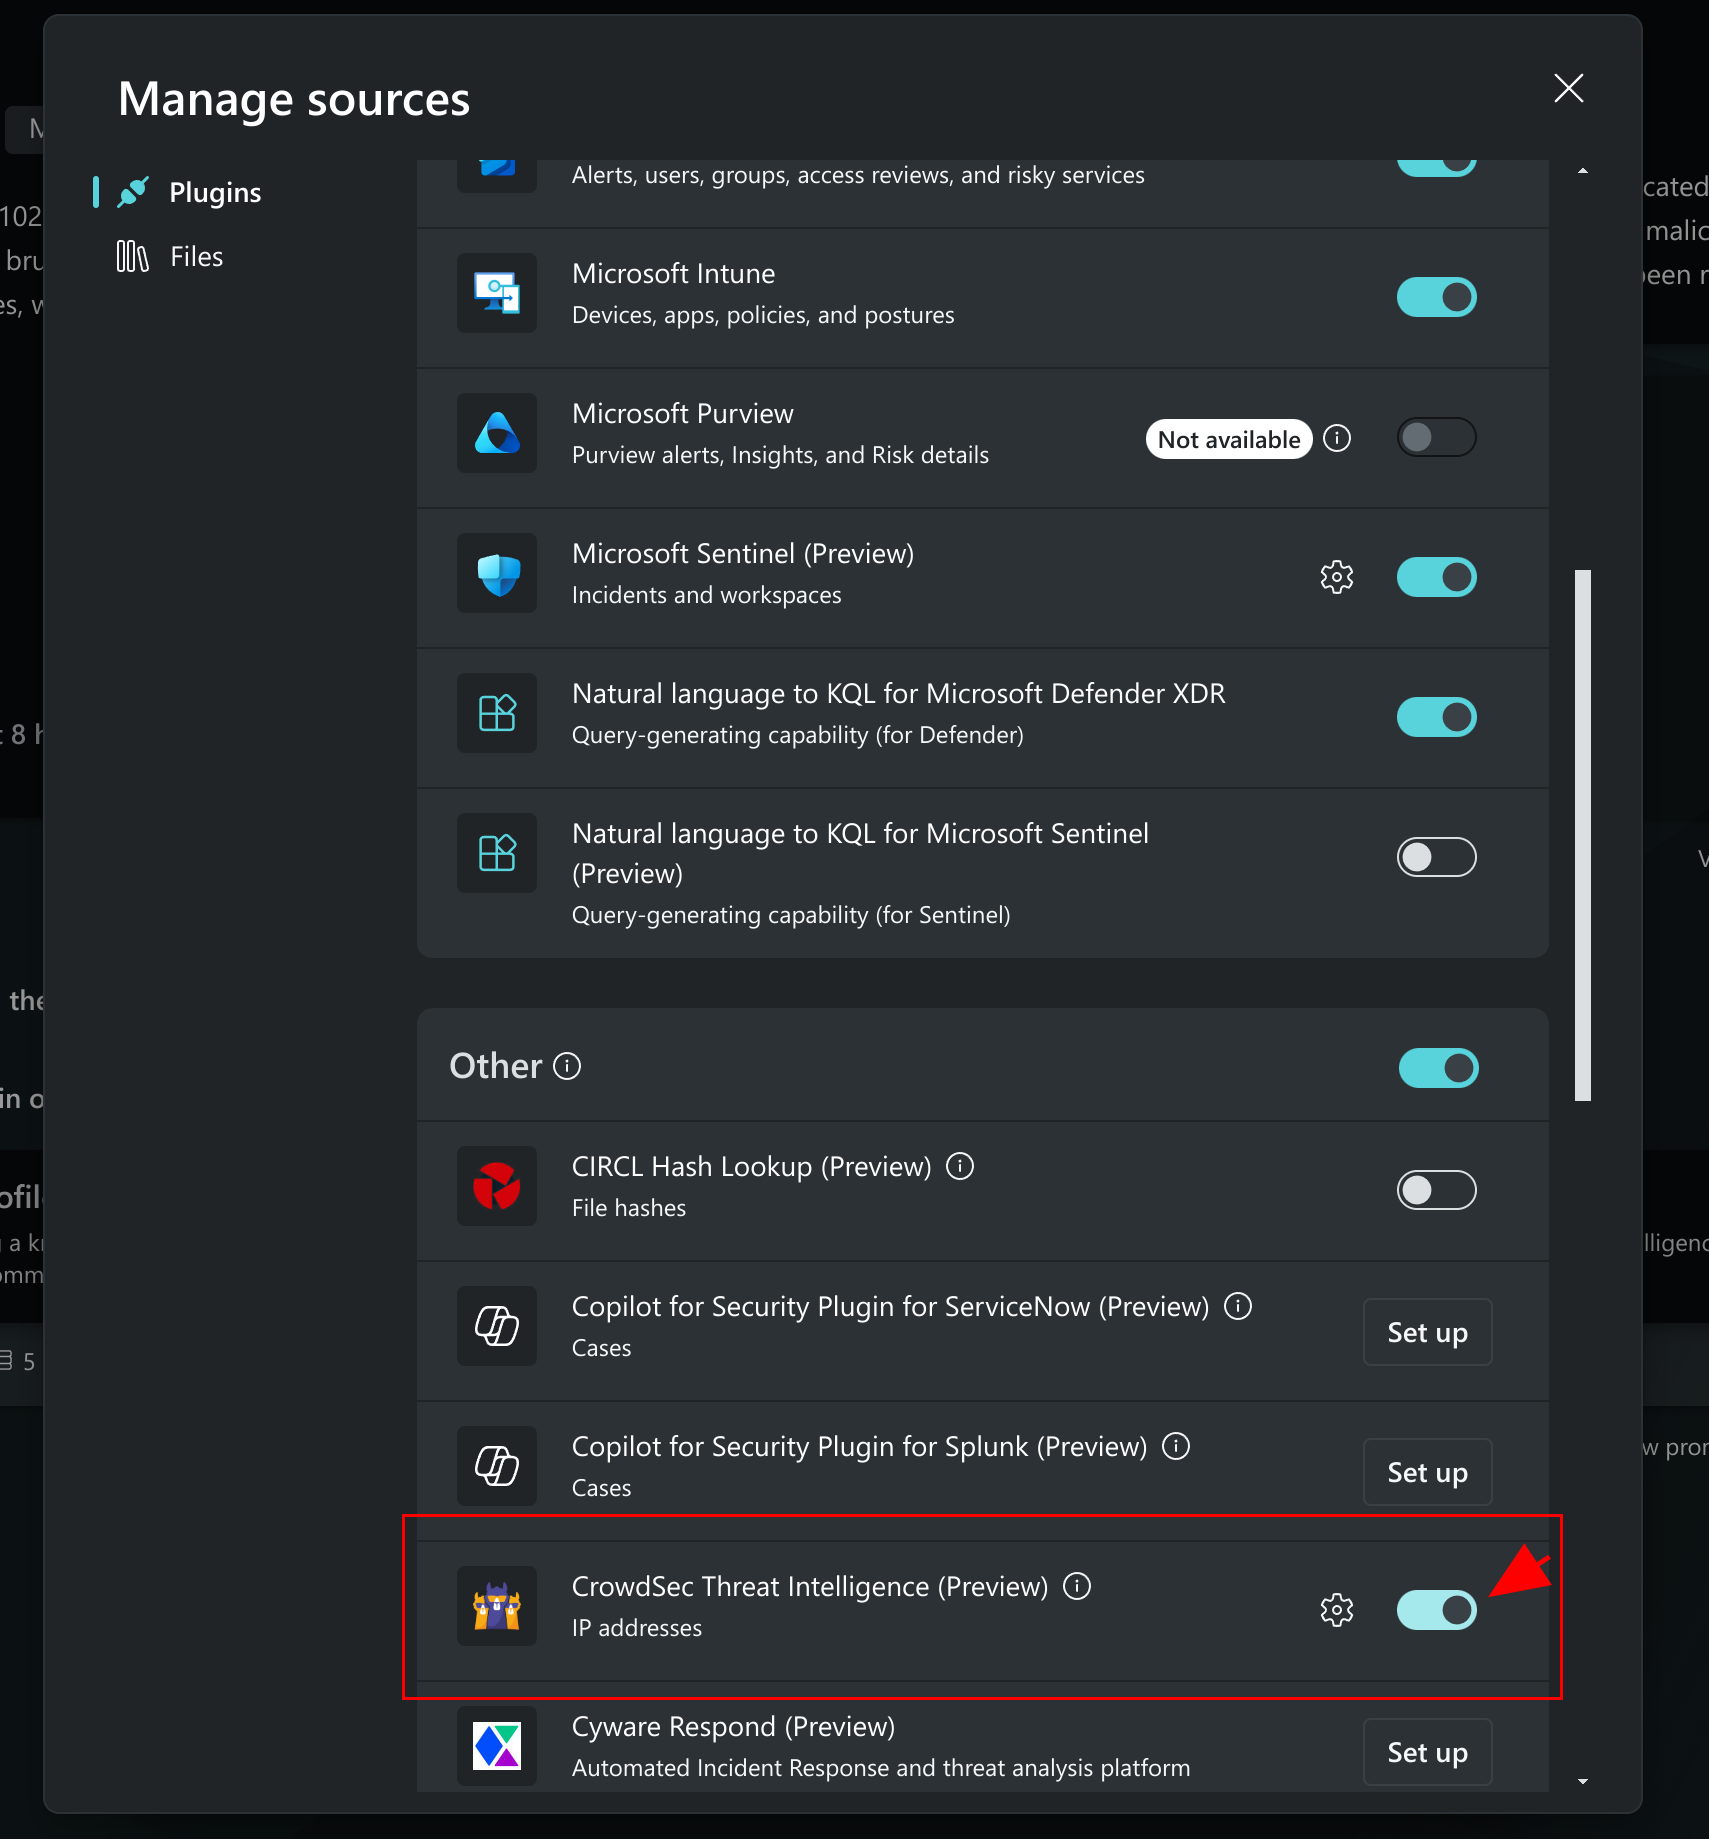 Manage sources
Plugins
Files
Alerts, users, groups, access reviews, and risky services
Microsoft Intune
Devices, apps, policies, and postures
Microsoft Purview
Purview alerts, Insights, and Risk details
Not available
Microsoft Sentinel (Preview)
Incidents and workspaces
Natural language to KQL for Microsoft Defender XDR
Query-generating capability (for Defender)
Natural language to KQL for Microsoft Sentinel
(Preview)
Query-generating capability (for Sentinel)
Other
CIRCL Hash Lookup (Preview)
File hashes
Copilot for Security Plugin for ServiceNow (Preview)
Cases
Set up
Copilot for Security Plugin for Splunk (Preview)
Cases
Set up
CrowdSec Threat Intelligence (Preview)
IP addresses
Cyware Respond (Preview)
Automated Incident Response and threat analysis platform
Set up